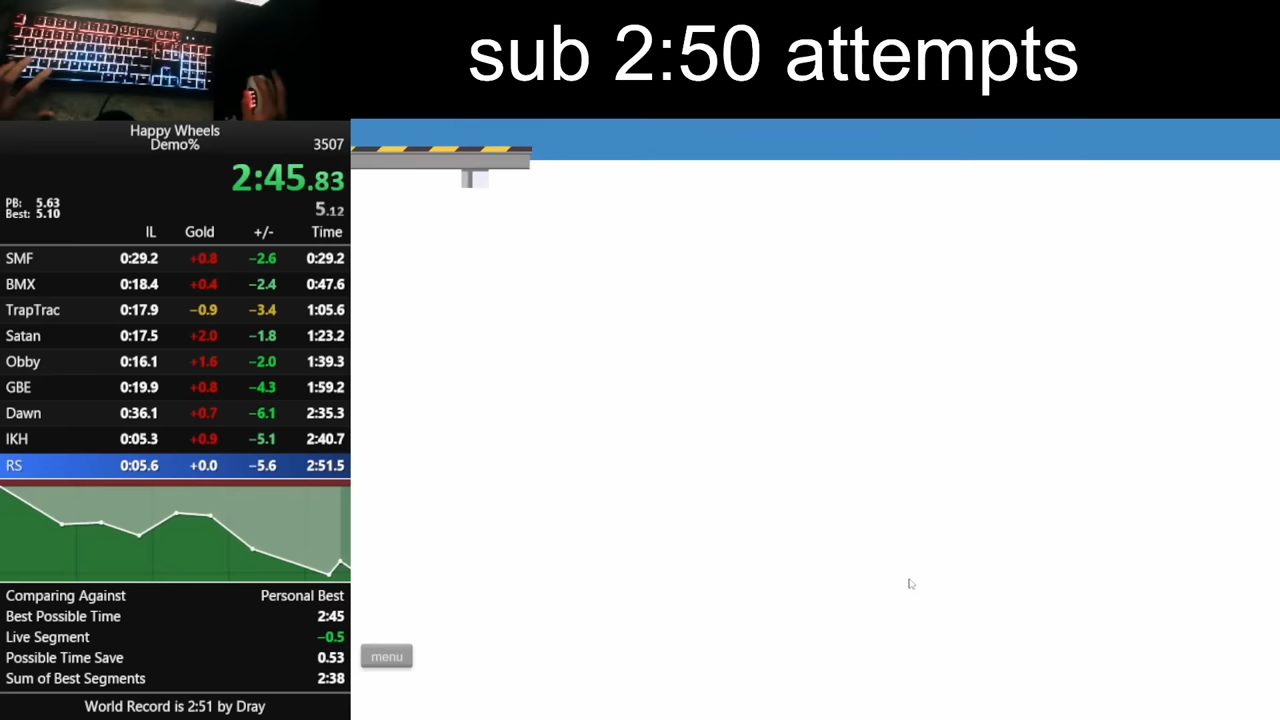 sub 2:50 attempts
Happy Wheels
Demo% 3507
2:45.83
PB: 5.63
Best: 5.10
5.12
IL Gold +/- Time
SMF 0:29.2 +0.8 −2.6 0:29.2
BMX 0:18.4 +0.4 −2.4 0:47.6
TrapTrac 0:17.9 −0.9 −3.4 1:05.6
Satan 0:17.5 +2.0 −1.8 1:23.2
Obby 0:16.1 +1.6 −2.0 1:39.3
GBE 0:19.9 +0.8 −4.3 1:59.2
Dawn 0:36.1 +0.7 −6.1 2:35.3
IKH 0:05.3 +0.9 −5.1 2:40.7
RS 0:05.6 +0.0 −5.6 2:51.5
Comparing Against Personal Best
Best Possible Time 2:45
Live Segment −0.5
Possible Time Save 0.53
Sum of Best Segments 2:38
World Record is 2:51 by Dray
menu